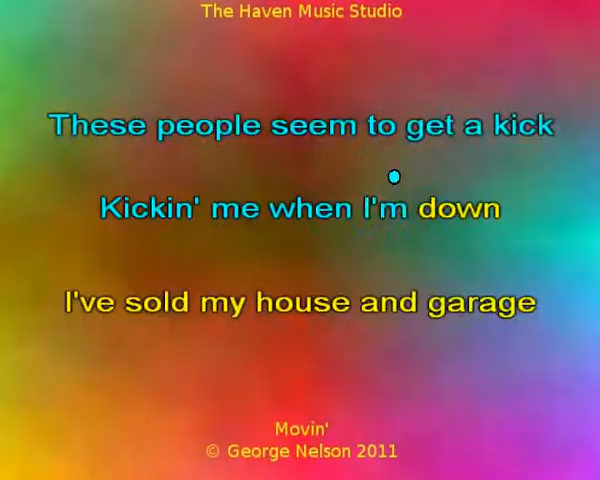 The Haven Music Studio
These people seem to get a kick
Kickin' me when I'm down
I've sold my house and garage
Movin'
© George Nelson 2011